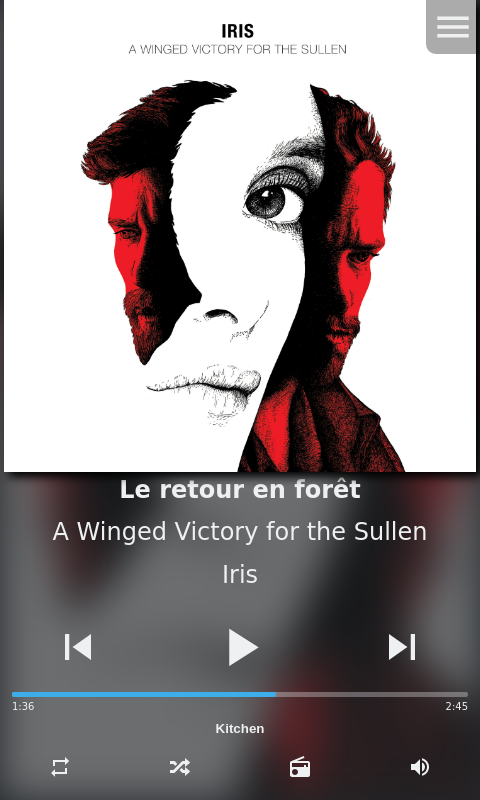 IRIS
A WINGED VICTORY FOR THE SULLEN
Le retour en forêt
A Winged Victory for the Sullen
Iris
1:36 2:45
Kitchen